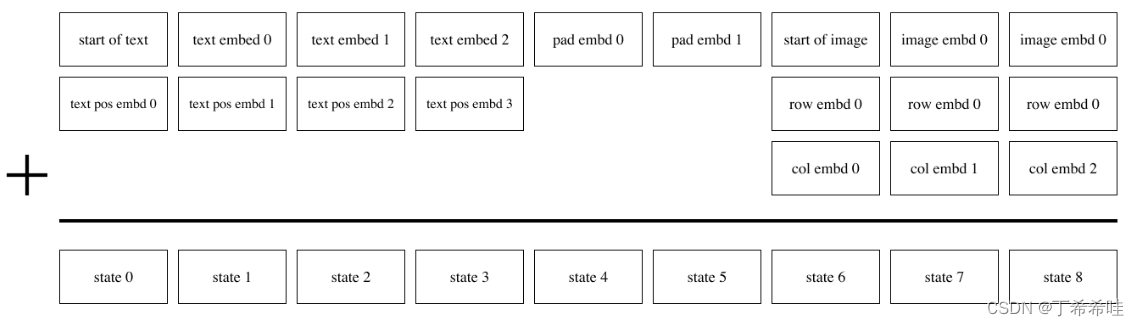 start of text text embed 0 text embed 1 text embed 2 pad embd 0 pad embd 1 start of image image embd 0 image embd 0
text pos embd 0 text pos embd 1 text pos embd 2 text pos embd 3 row embd 0 row embd 0 row embd 0
+
col embd 0 col embd 1 col embd 2
state 0 state 1 state 2 state 3 state 4 state 5 state 6 state 7 state 8
CSDN @丁希希哇